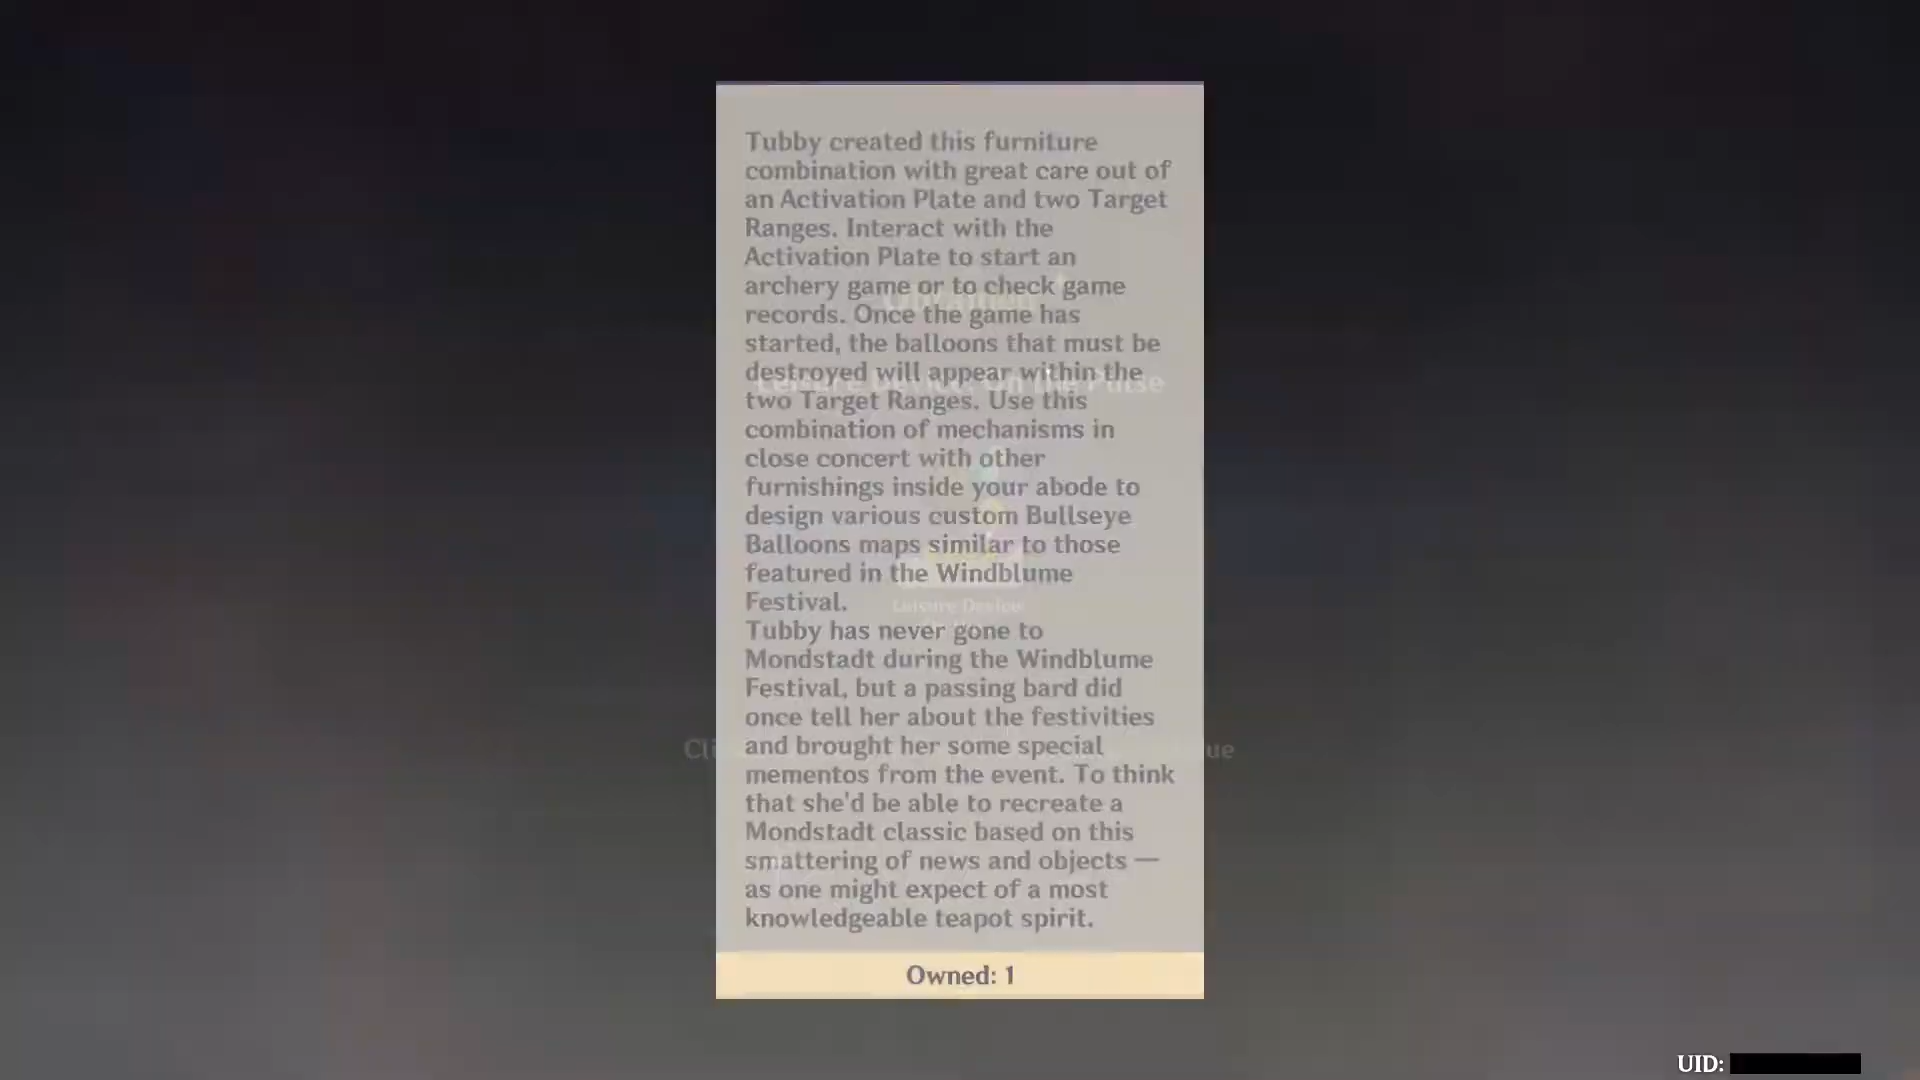 Tubby created this furniture
combination with great care out of
an Activation Plate and two Target
Ranges. Interact with the
Activation Plate to start an
archery game or to check game
records. Once the game has
started, the balloons that must be
destroyed will appear within the
two Target Ranges. Use this
combination of mechanisms in
close concert with other
furnishings inside your abode to
design various custom Bullseye
Balloons maps similar to those
featured in the Windblume
Festival.
Tubby has never gone to
Mondstadt during the Windblume
Festival, but a passing bard did
once tell her about the festivities
and brought her some special
mementos from the event. To think
that she'd be able to recreate a
Mondstadt classic based on this
smattering of news and objects —
as one might expect of a most
knowledgeable teapot spirit.
Owned: 1
Leisure Device: On the Pulse
Leisure Device
UID: